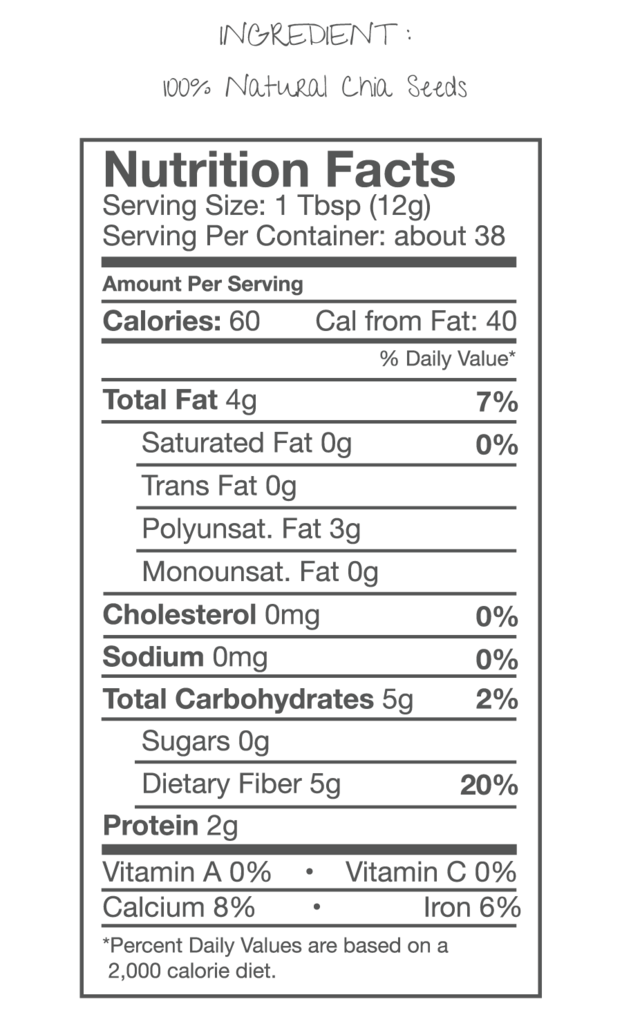 INGREDIENT:
100% Natural Chia Seeds
Nutrition Facts
Serving Size: 1 Tbsp (12g)
Serving Per Container: about 38
Amount Per Serving
Calories: 60 Cal from Fat: 40
% Daily Value*
Total Fat 4g 7%
Saturated Fat 0g 0%
Trans Fat 0g
Polyunsat. Fat 3g
Monounsat. Fat 0g
Cholesterol 0mg 0%
Sodium 0mg 0%
Total Carbohydrates 5g 2%
Sugars 0g
Dietary Fiber 5g 20%
Protein 2g
Vitamin A 0% • Vitamin C 0%
Calcium 8% • Iron 6%
*Percent Daily Values are based on a
2,000 calorie diet.